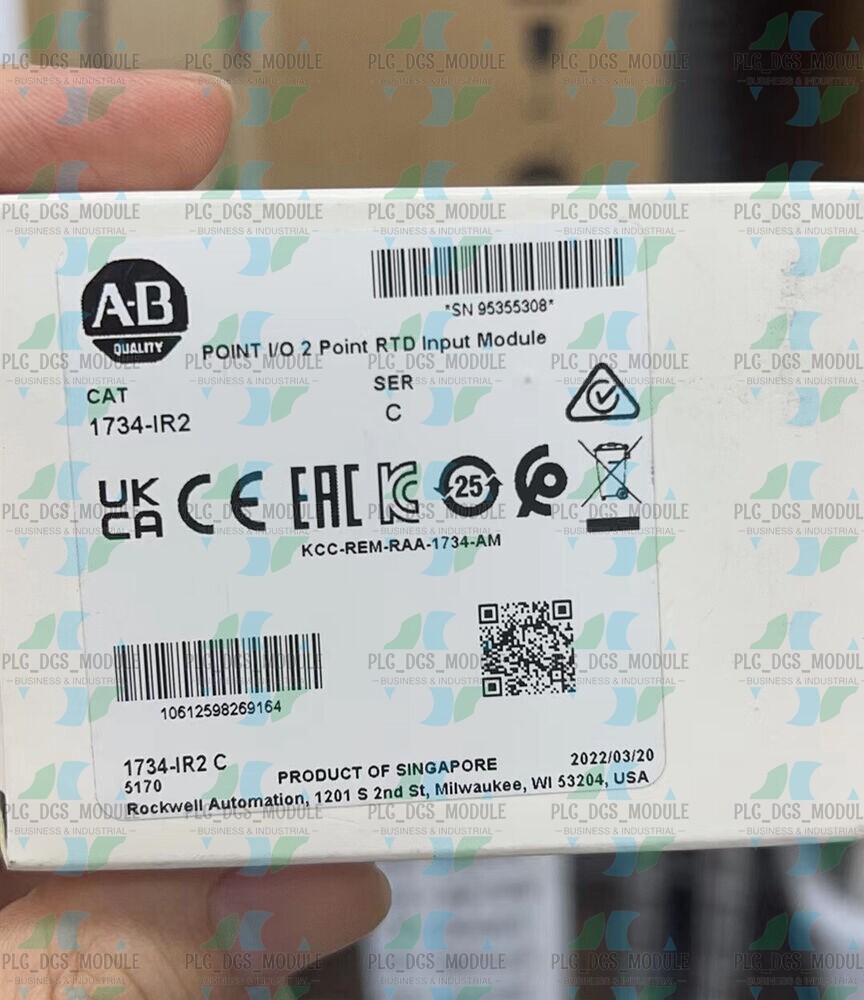 A-B
QUALITY
*SN 95355308*
POINT I/O 2 Point RTD Input Module
CAT
1734-IR2
SER
C
UK
CA
CE
EAC
KC
25
KCC-REM-RAA-1734-AM
10612598269164
1734-IR2 C
5170
PRODUCT OF SINGAPORE
2022/03/20
Rockwell Automation, 1201 S 2nd St, Milwaukee, WI 53204, USA
PLC_DCS_MODULE
BUSINESS & INDUSTRIAL